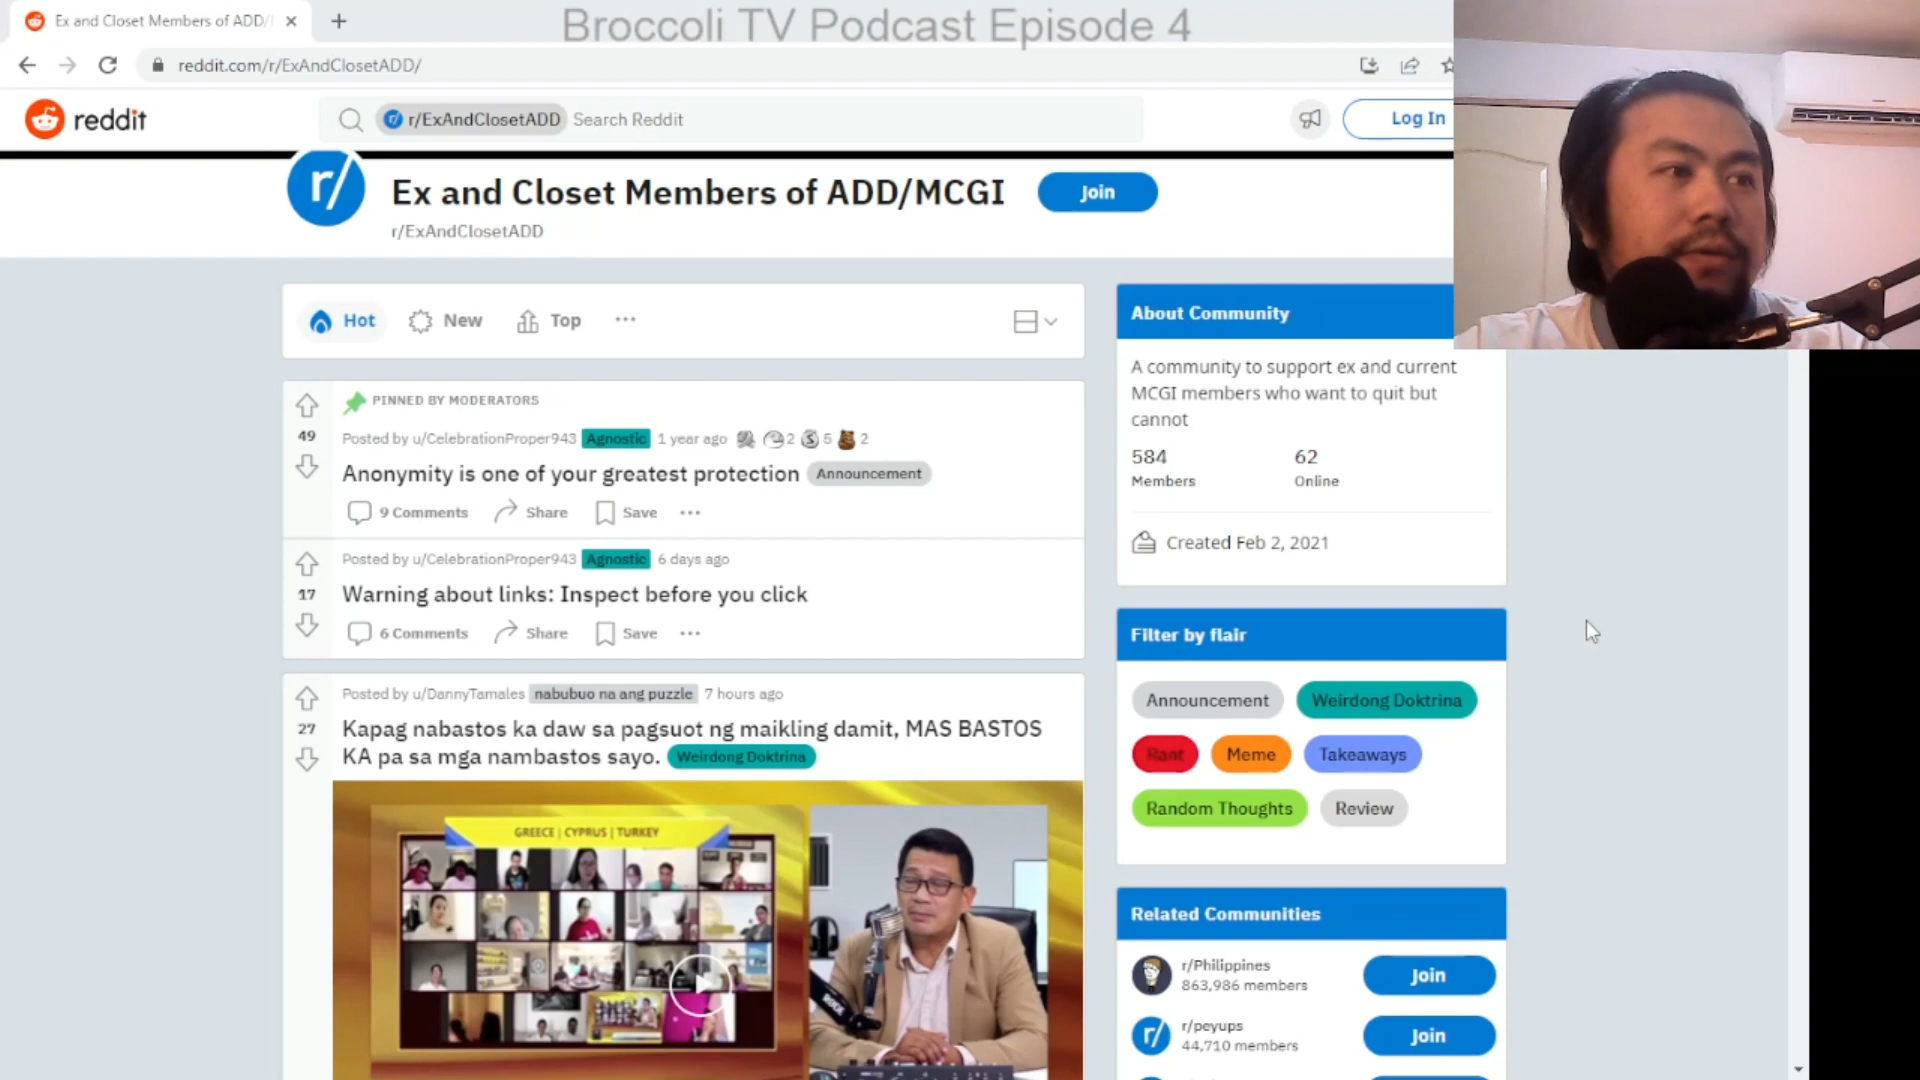 Ex and Closet Members of ADD/
Broccoli TV Podcast Episode 4
reddit.com/r/ExAndClosetADD/
reddit
r/ExAndClosetADD Search Reddit
Log In
r/ Ex and Closet Members of ADD/MCGI Join
r/ExAndClosetADD
Hot New Top
PINNED BY MODERATORS
49
Posted by u/CelebrationProper943 Agnostic 1 year ago 2 5 2
Anonymity is one of your greatest protection Announcement
9 Comments Share Save
Posted by u/CelebrationProper943 Agnostic 6 days ago
17
Warning about links: Inspect before you click
6 Comments Share Save
Posted by u/DannyTamales nabubuo na ang puzzle 7 hours ago
27
Kapag nabastos ka daw sa pagsuot ng maikling damit, MAS BASTOS
KA pa sa mga nambastos sayo. Weirdong Doktrina
GREECE | CYPRUS | TURKEY
RODE
About Community
A community to support ex and current
MCGI members who want to quit but
cannot
584 62
Members Online
Created Feb 2, 2021
Filter by flair
Announcement Weirdong Doktrina
Rant Meme Takeaways
Random Thoughts Review
Related Communities
r/Philippines
863,986 members
Join
r/ r/peyups
44,710 members
Join